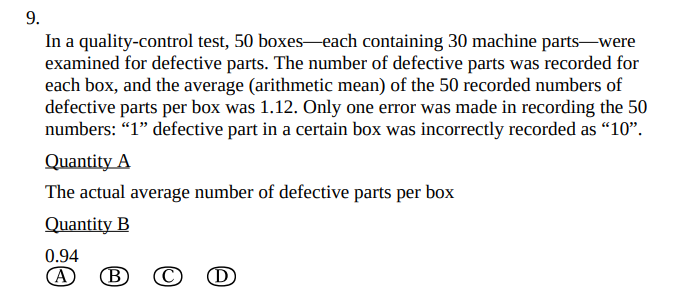 9.
In a quality-control test, 50 boxes—each containing 30 machine parts—were
examined for defective parts. The number of defective parts was recorded for
each box, and the average (arithmetic mean) of the 50 recorded numbers of
defective parts per box was 1.12. Only one error was made in recording the 50
numbers: “1” defective part in a certain box was incorrectly recorded as “10”.
Quantity A
The actual average number of defective parts per box
Quantity B
0.94
A B C D